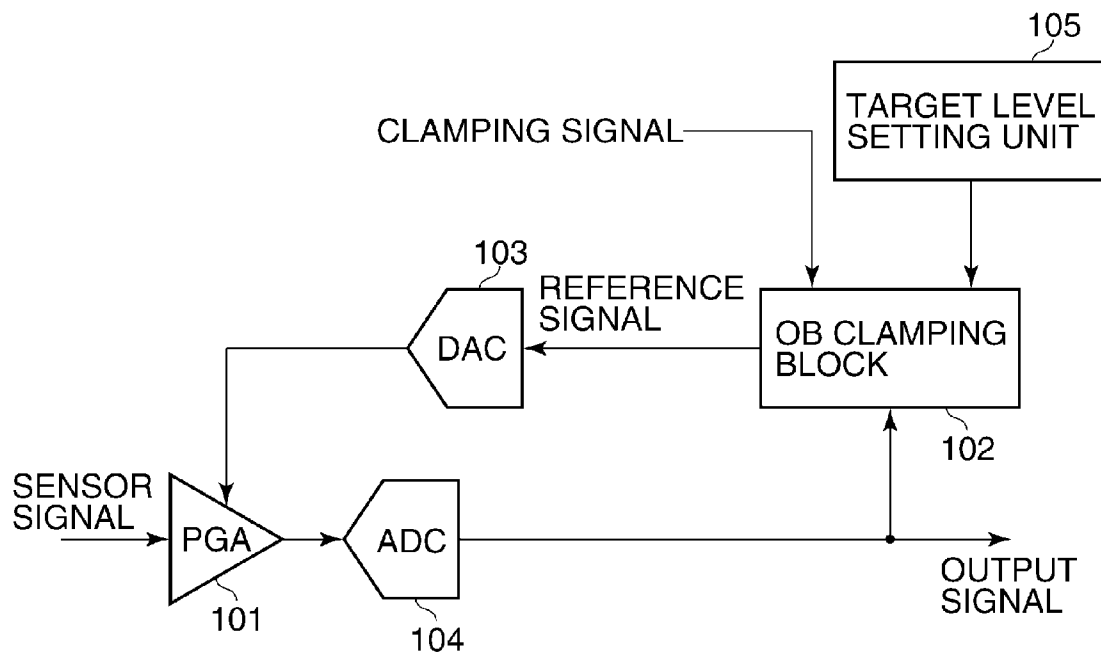 105
TARGET LEVEL
SETTING UNIT
CLAMPING SIGNAL
103
REFERENCE
SIGNAL
DAC
OB CLAMPING
BLOCK
102
SENSOR
SIGNAL
PGA
ADC
101
104
OUTPUT
SIGNAL